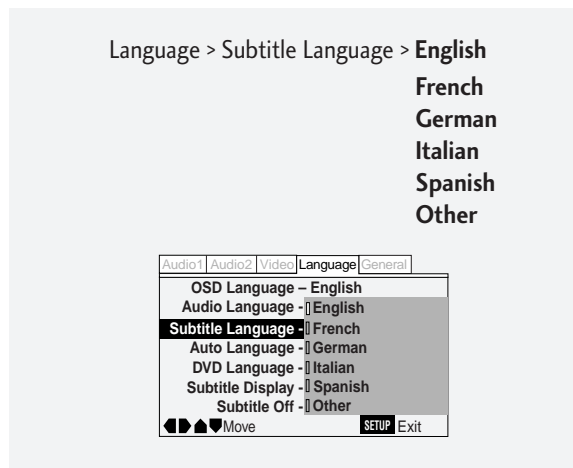 Language > Subtitle Language > English
French
German
Italian
Spanish
Other
Audio1 Audio2 Video Language General
OSD Language – English
Audio Language - English
Subtitle Language - French
Auto Language - German
DVD Language - Italian
Subtitle Display - Spanish
Subtitle Off - Other
Move SETUP Exit